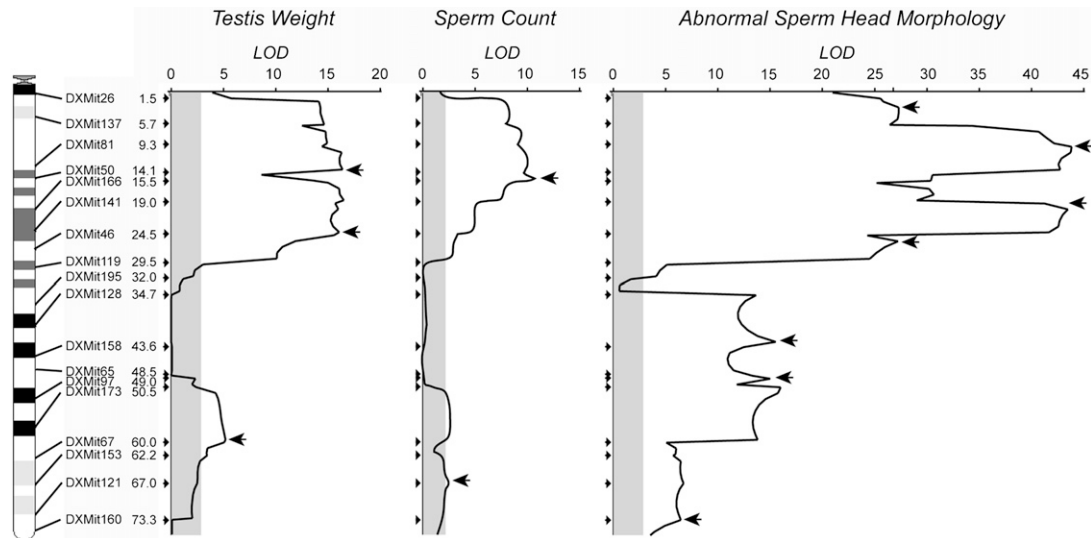 Testis Weight Sperm Count Abnormal Sperm Head Morphology
LOD LOD LOD
0 5 10 15 20 0 5 10 15 0 5 10 15 20 25 30 35 40 45
DXMit26 1.5
DXMit137 5.7
DXMit81 9.3
DXMit50 14.1
DXMit166 15.5
DXMit141 19.0
DXMit46 24.5
DXMit119 29.5
DXMit195 32.0
DXMit128 34.7
DXMit158 43.6
DXMit65 48.5
DXMit97 49.0
DXMit173 50.5
DXMit67 60.0
DXMit153 62.2
DXMit121 67.0
DXMit160 73.3